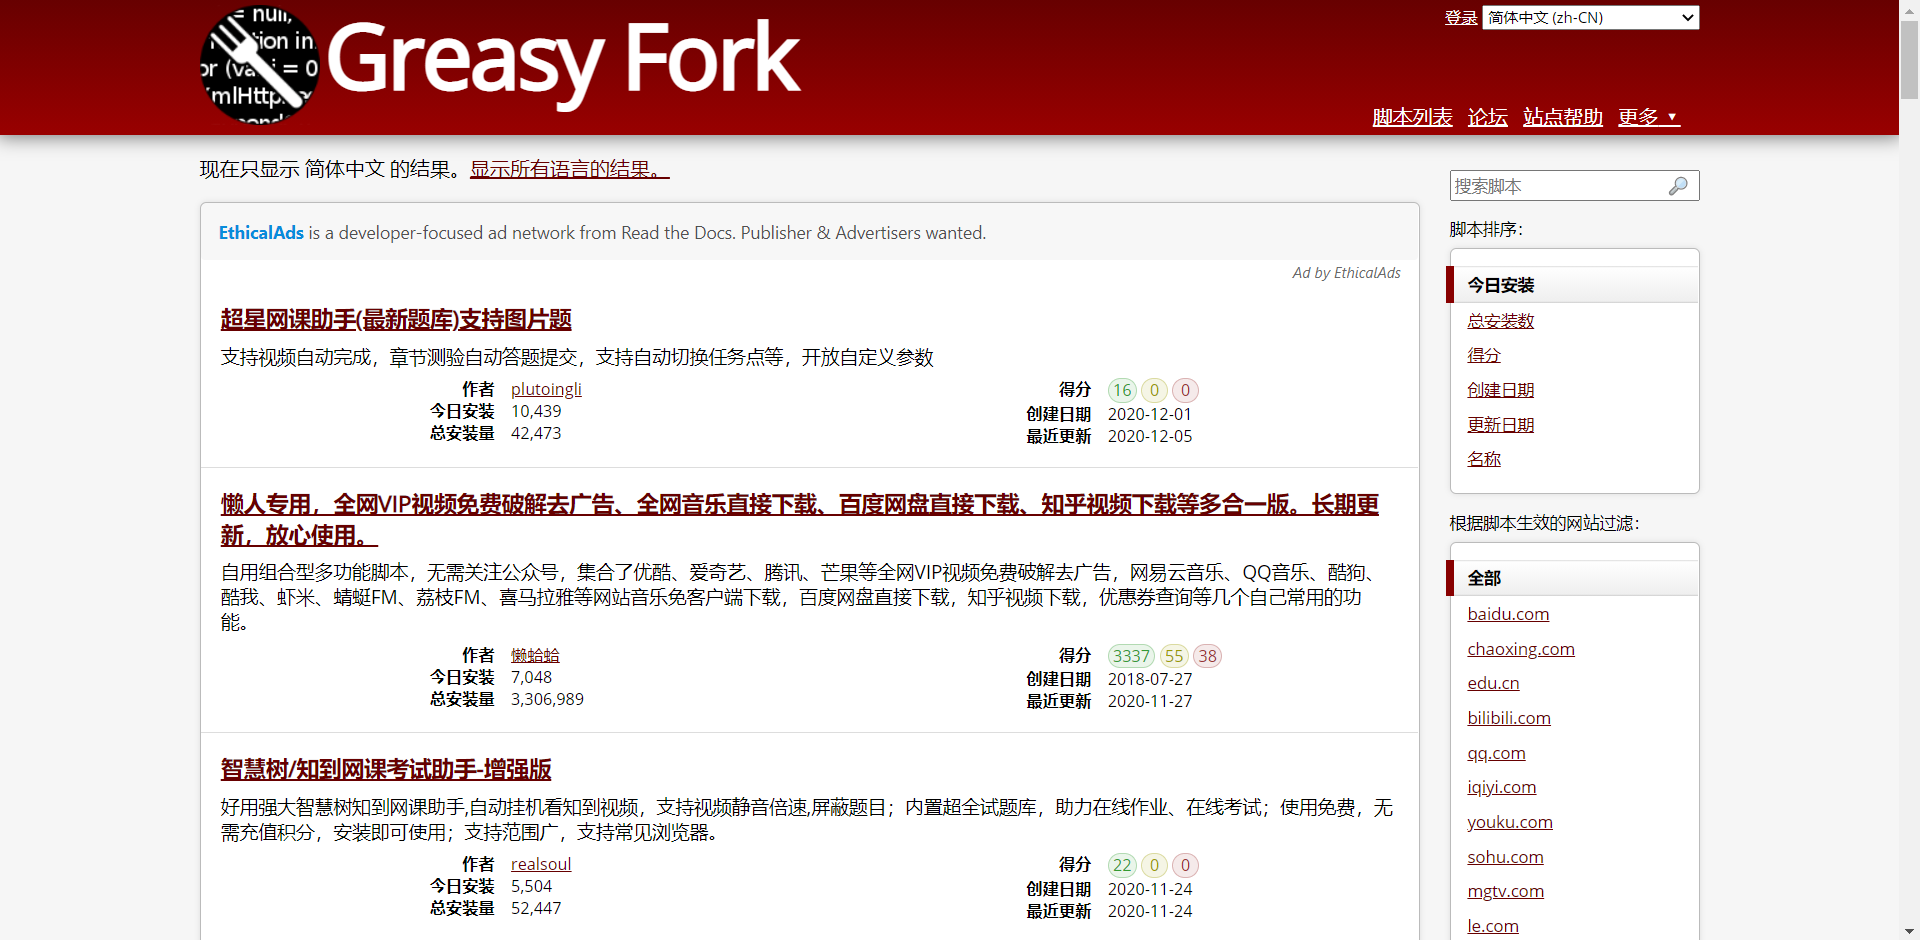 = null,
tion in
or (va i = 0
XmlHttp
Greasy Fork
登录 简体中文 (zh-CN)
脚本列表 论坛 站点帮助 更多 ▼
现在只显示 简体中文 的结果。显示所有语言的结果。
EthicalAds is a developer-focused ad network from Read the Docs. Publisher & Advertisers wanted.
Ad by EthicalAds
超星网课助手(最新题库)支持图片题
支持视频自动完成，章节测验自动答题提交，支持自动切换任务点等，开放自定义参数
作者 plutoingli
今日安装 10,439
总安装量 42,473
得分 16 0 0
创建日期 2020-12-01
最近更新 2020-12-05
懒人专用，全网VIP视频免费破解去广告、全网音乐直接下载、百度网盘直接下载、知乎视频下载等多合一版。长期更
新，放心使用。
自用组合型多功能脚本，无需关注公众号，集合了优酷、爱奇艺、腾讯、芒果等全网VIP视频免费破解去广告，网易云音乐、QQ音乐、酷狗、
酷我、虾米、蜻蜓FM、荔枝FM、喜马拉雅等网站音乐免客户端下载，百度网盘直接下载，知乎视频下载，优惠券查询等几个自己常用的功
能。
作者 懒蛤蛤
今日安装 7,048
总安装量 3,306,989
得分 3337 55 38
创建日期 2018-07-27
最近更新 2020-11-27
智慧树/知到网课考试助手-增强版
好用强大智慧树知到网课助手,自动挂机看知到视频，支持视频静音倍速,屏蔽题目；内置超全试题库，助力在线作业、在线考试；使用免费，无
需充值积分，安装即可使用；支持范围广，支持常见浏览器。
作者 realsoul
今日安装 5,504
总安装量 52,447
得分 22 0 0
创建日期 2020-11-24
最近更新 2020-11-24
搜索脚本
脚本排序：
今日安装
总安装数
得分
创建日期
更新日期
名称
根据脚本生效的网站过滤：
全部
baidu.com
chaoxing.com
edu.cn
bilibili.com
qq.com
iqiyi.com
youku.com
sohu.com
mgtv.com
le.com